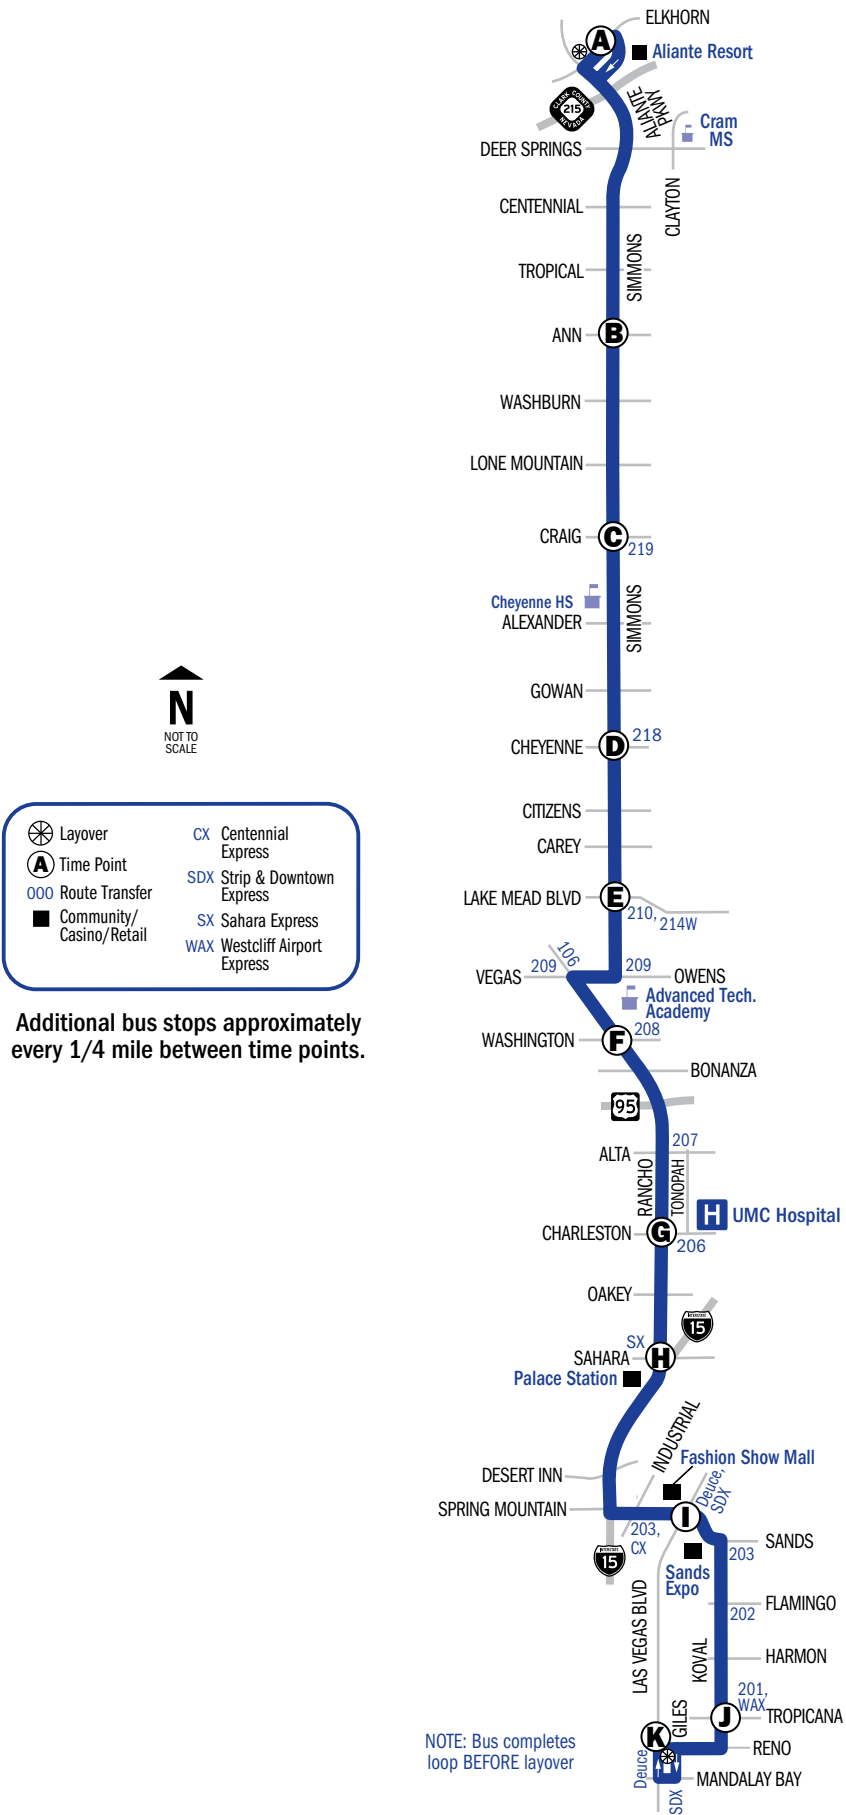 ELKHORN
A
Aliante Resort
CLARK COUNTY
215
NEVADA
ALIANTE
PKWY
Cram
MS
DEER SPRINGS
CLAYTON
CENTENNIAL
SIMMONS
TROPICAL
ANN
B
WASHBURN
LONE MOUNTAIN
CRAIG
C
219
Cheyenne HS
SIMMONS
ALEXANDER
GOWAN
N
NOT TO
SCALE
CHEYENNE
D
218
CITIZENS
CAREY
Layover
A Time Point
000 Route Transfer
Community/
Casino/Retail
CX Centennial
Express
SDX Strip & Downtown
Express
SX Sahara Express
WAX Westcliff Airport
Express
Additional bus stops approximately
every 1/4 mile between time points.
LAKE MEAD BLVD
E
210,
214W
106
VEGAS
209
209
OWENS
Advanced Tech.
Academy
WASHINGTON
F
208
BONANZA
95
207
ALTA
RANCHO
TONOPAH
H UMC Hospital
CHARLESTON
G
206
OAKEY
INTERSTATE
15
SX
SAHARA
H
Palace Station
INDUSTRIAL
Fashion Show Mall
DESERT INN
Deuce,
SDX
SPRING MOUNTAIN
I
203,
CX
SANDS
203
INTERSTATE
15
Sands
Expo
LAS VEGAS BLVD
FLAMINGO
202
KOVAL
HARMON
201,
WAX
GILES
J
TROPICANA
K
NOTE: Bus completes
loop BEFORE layover
RENO
Deuce
MANDALAY BAY
SDX